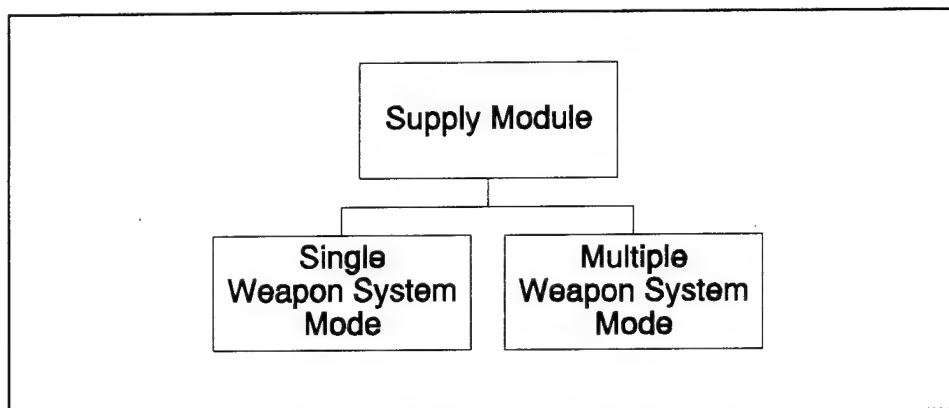 Supply Module
Single
Weapon System
Mode
Multiple
Weapon System
Mode